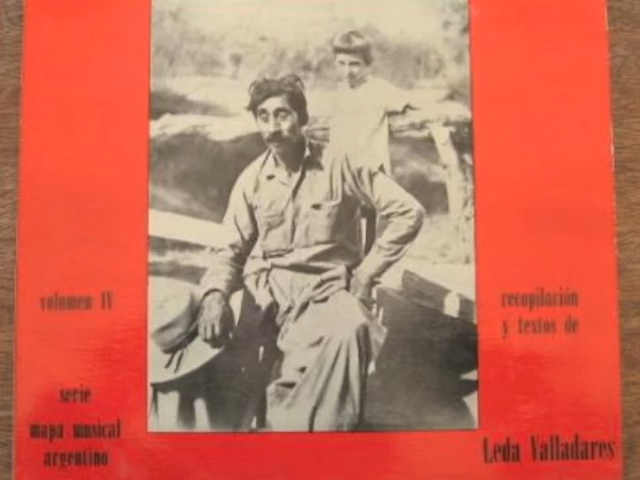 volumen IV
serie
mapa musical
argentino
recopilación
y textos de
Leda Valladares